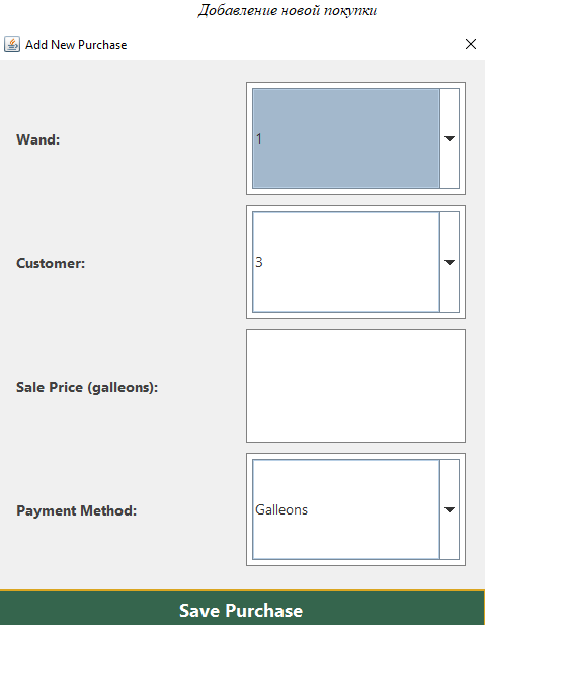 Добавление новой покупки
Add New Purchase
Wand:
1
Customer:
3
Sale Price (galleons):
Payment Method:
Galleons
Save Purchase